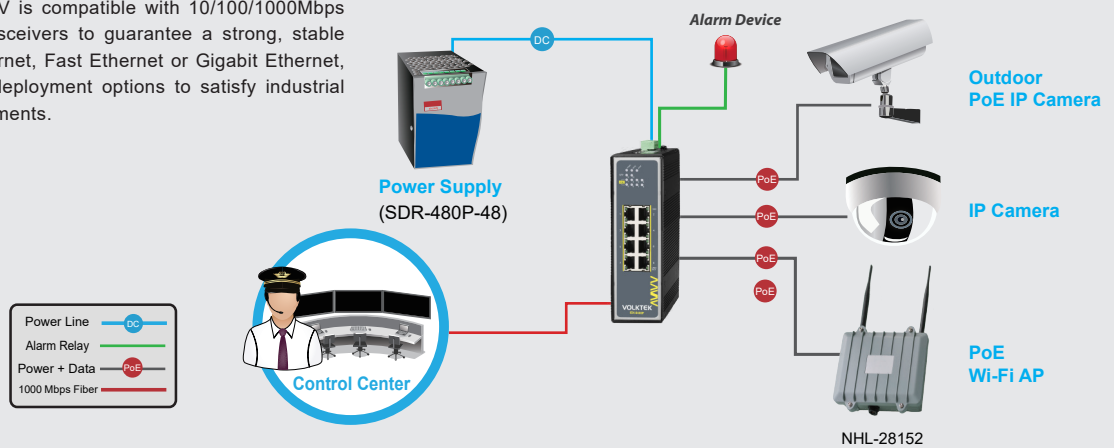 V is compatible with 10/100/1000Mbps
sceivers to guarantee a strong, stable
rnet, Fast Ethernet or Gigabit Ethernet,
deployment options to satisfy industrial
ments.
DC
Alarm Device
Outdoor
PoE IP Camera
Power Supply
(SDR-480P-48)
PoE
PoE
IP Camera
PoE
PoE
VOLKTEK
Control Center
PoE
Wi-Fi AP
NHL-28152
Power Line
DC
Alarm Relay
Power + Data
PoE
1000 Mbps Fiber